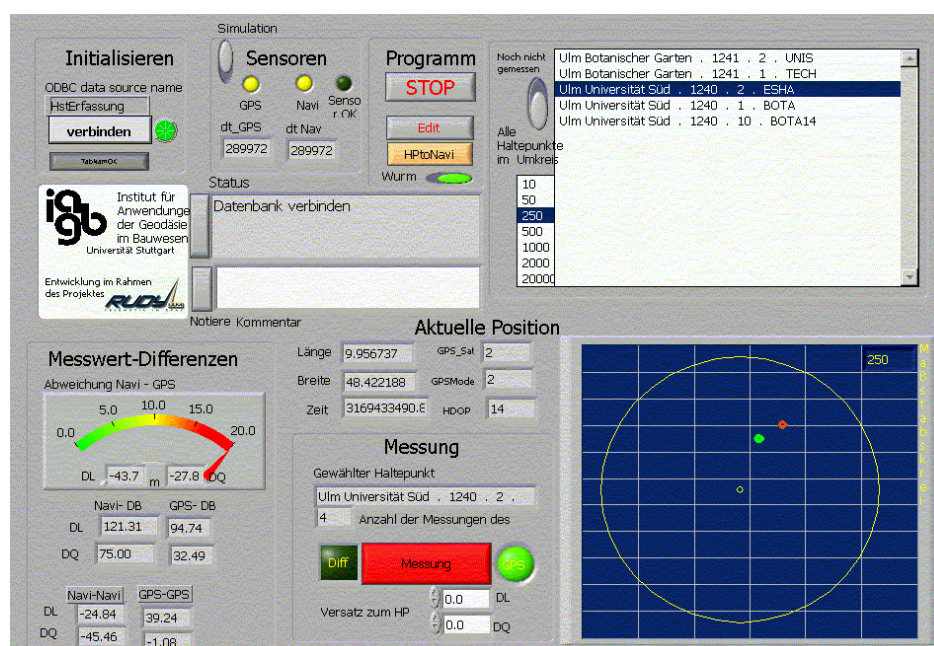 Simulation
Initialisieren
ODBC data source name
HstErfassung
verbinden
TabNamOK
Sensoren
GPS
Navi
Senso
r OK
dt_GPS
dt Nav
289972
289972
Programm
STOP
Edit
HPtoNavi
Wurm
Noch nicht
gemessen
Alle
Haltepunkte
im Umkreis
10
50
250
500
1000
2000
20000
Ulm Botanischer Garten . 1241 . 2 . UNIS
Ulm Botanischer Garten . 1241 . 1 . TECH
Ulm Universität Süd . 1240 . 2 . ESHA
Ulm Universität Süd . 1240 . 1 . BOTA
Ulm Universität Süd . 1240 . 10 . BOTA14
Institut für
Anwendunge
der Geodäsie
im Bauwesen
Universität Stuttgart
Entwicklung im Rahmen
des Projektes
RUDY
Status
Datenbank verbinden
Notiere Kommentar
Aktuelle Position
Länge 9.956737 GPS_Sat 2
Breite 48.422188 GPSMode 2
Zeit 3169433490.8 HDOP 14
Messwert-Differenzen
Abweichung Navi - GPS
0.0 5.0 10.0 15.0 20.0
DL -43.7 m -27.8 DQ
Navi- DB GPS- DB
DL 121.31 94.74
DQ 75.00 32.49
Navi-Navi GPS-GPS
DL -24.84 39.24
DQ -45.46 -1.08
Messung
Gewählter Haltepunkt
Ulm Universität Süd . 1240 . 2 .
4 Anzahl der Messungen des
Diff
Messung
GPS
Versatz zum HP
0.0 DL
0.0 DQ
250